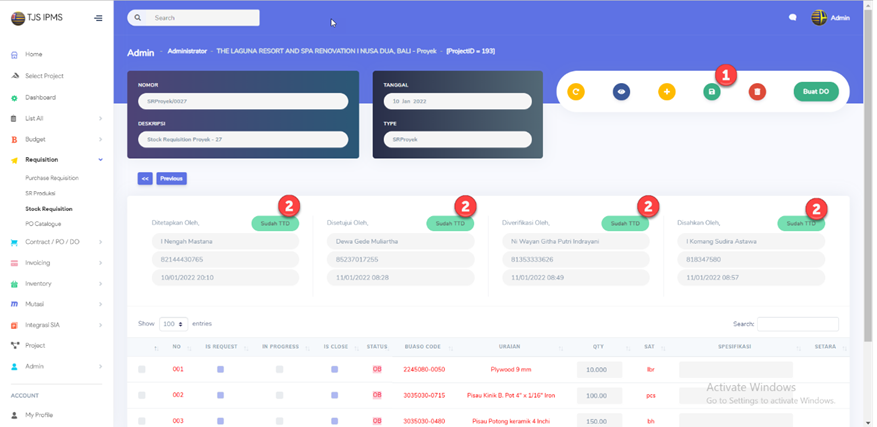 TJS IPMS
Search
Admin
Admin - Administrator - THE LAGUNA RESORT AND SPA RENOVATION I NUSA DUA, BALI - Proyek - [ProjectID = 193]
Home
Select Project
Dashboard
List All
Budget
Requisition
Purchase Requisition
SR Produksi
Stock Requisition
PO Catalogue
Contract / PO / DO
Invoicing
Inventory
Mutasi
Integrasi SIA
Project
Admin
ACCOUNT
My Profile
NOMOR
SRProyek/0027
DESKRIPSI
Stock Requisition Proyek - 27
TANGGAL
10 Jan 2022
TYPE
SRProyek
1
Buat DO
<< Previous
2 2 2 2
Ditetapkan Oleh, Sudah TTD
I Nengah Mastana
82144430765
10/01/2022 20:10
Disetujui Oleh, Sudah TTD
Dewa Gede Muliartha
85237017255
11/01/2022 08:28
Diverifikasi Oleh, Sudah TTD
Ni Wayan Githa Putri Indrayani
81353333626
11/01/2022 08:49
Disahkan Oleh, Sudah TTD
I Komang Sudira Astawa
818347580
11/01/2022 08:57
Show 100 entries
Search:
NO IS REQUEST IN PROGRESS IS CLOSE STATUS BUASO CODE URAIAN QTY SAT SPESIFIKASI SETARA
001 OB 2245080-0050 Plywood 9 mm 10.000 lbr
002 OB 3035030-0715 Pisau Kinik B. Pot 4" x 1/16" Iron 100.00 pcs
003 OB 3035030-0480 Pisau Potong keramik 4 Inchi 150.00 bh
Activate Windows
Go to Settings to activate Windows.